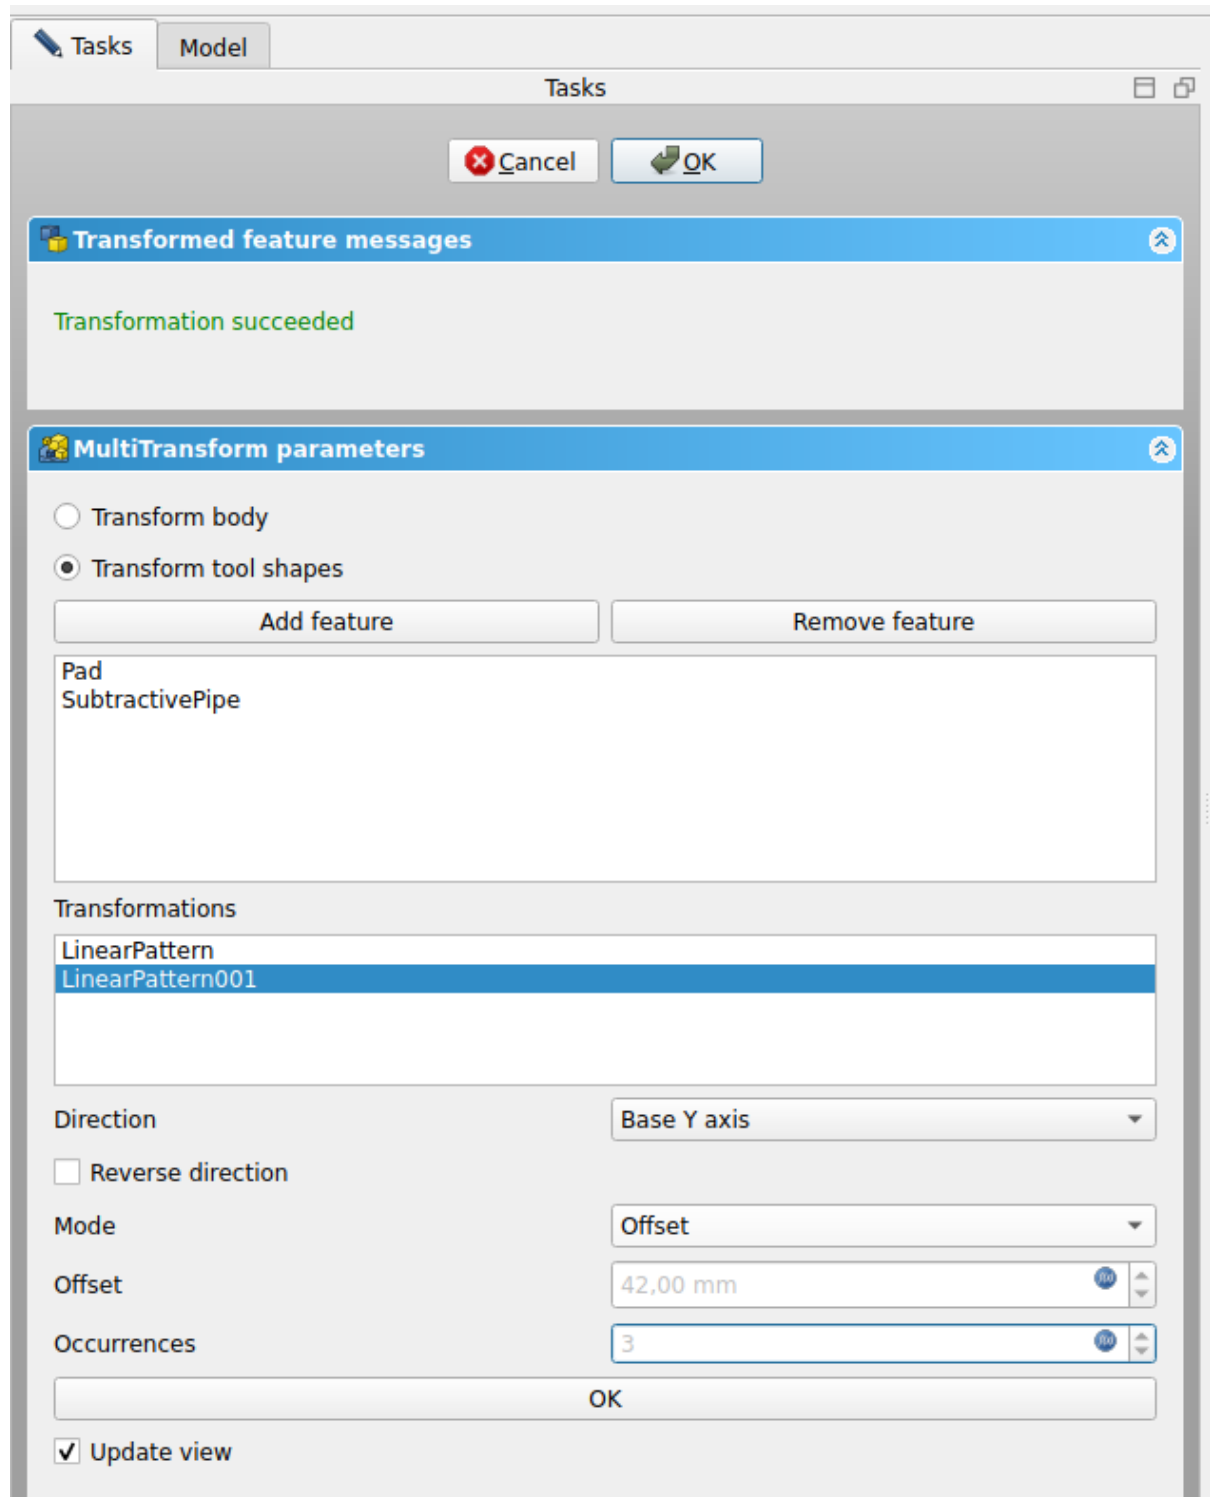 Tasks
Model
Tasks
Cancel
OK
Transformed feature messages
Transformation succeeded
MultiTransform parameters
Transform body
Transform tool shapes
Add feature
Remove feature
Pad
SubtractivePipe
Transformations
LinearPattern
LinearPattern001
Direction
Base Y axis
Reverse direction
Mode
Offset
Offset
42,00 mm
Occurrences
3
OK
Update view